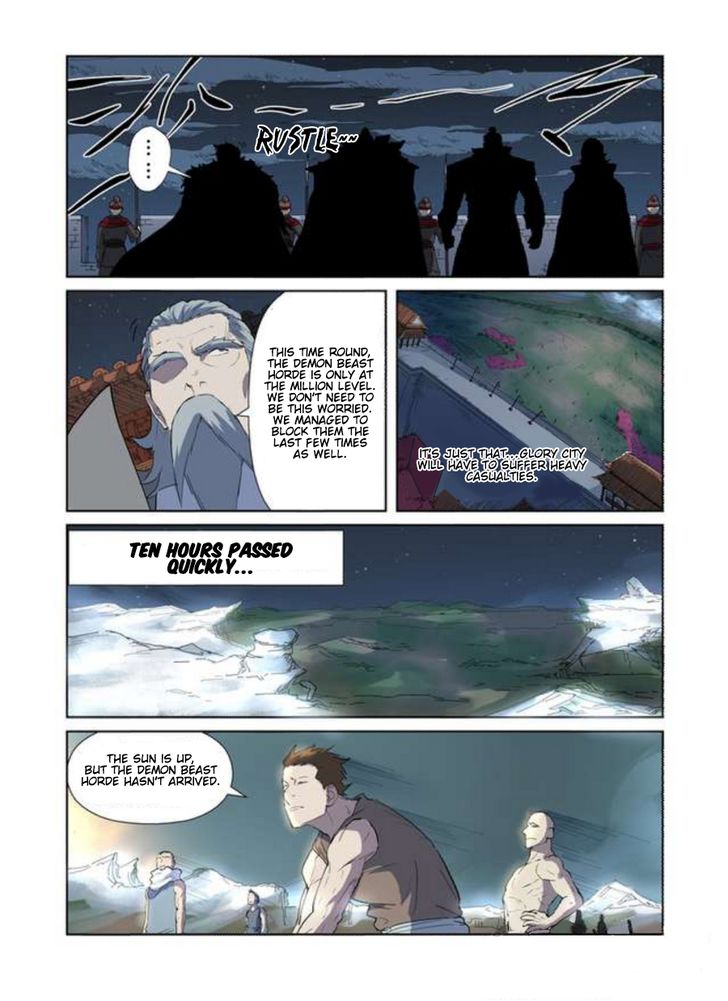 ......
RUSTLE~~
THIS TIME ROUND,
THE DEMON BEAST
HORDE IS ONLY AT
THE MILLION LEVEL.
WE DON'T NEED TO
BE THIS WORRIED.
WE MANAGED TO
BLOCK THEM THE
LAST FEW TIMES
AS WELL.
IT'S JUST THAT...GLORY CITY
WILL HAVE TO SUFFER HEAVY
CASUALTIES.
TEN HOURS PASSED
QUICKLY...
THE SUN IS UP,
BUT THE DEMON BEAST
HORDE HASN'T ARRIVED.